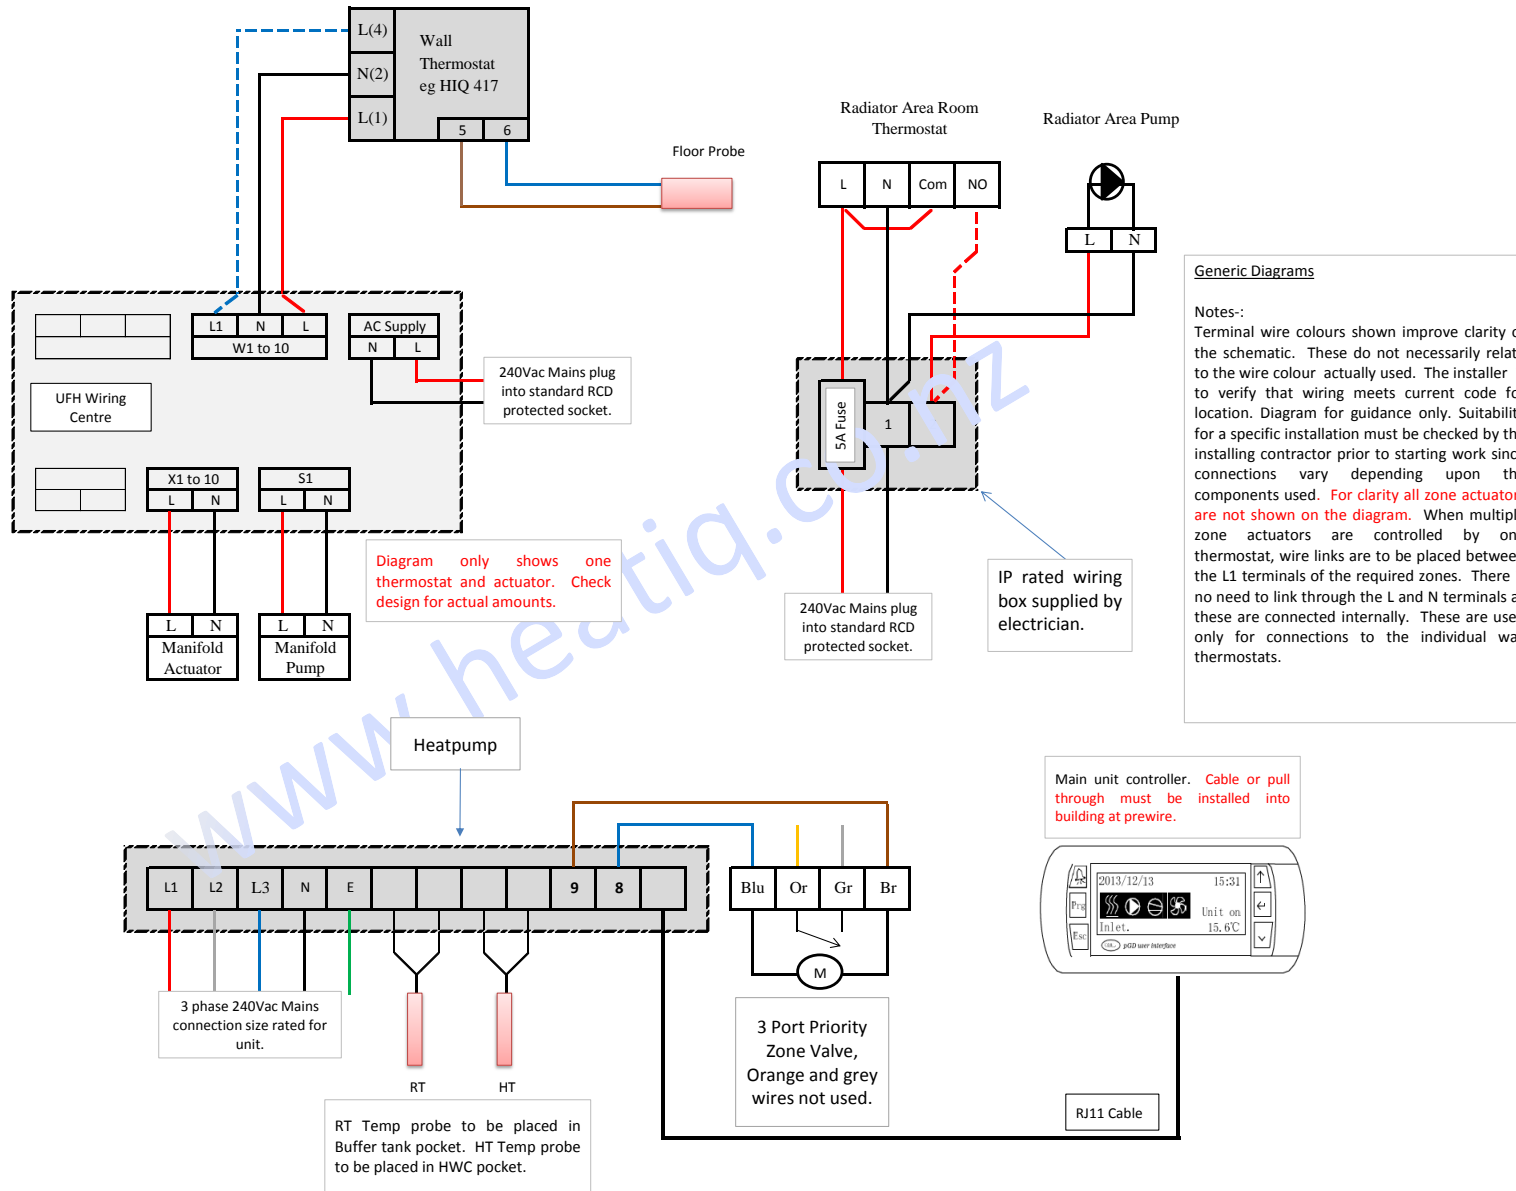 L(4)
N(2)
L(1)
Wall
Thermostat
eg HIQ 417
5
6
Floor Probe
Radiator Area Room
Thermostat
L
N
Com
NO
Radiator Area Pump
L
N
L1
N
L
W1 to 10
AC Supply
N
L
UFH Wiring
Centre
240Vac Mains plug
into standard RCD
protected socket.
X1 to 10
L
N
S1
L
N
Diagram only shows one
thermostat and actuator. Check
design for actual amounts.
L
N
Manifold
Actuator
L
N
Manifold
Pump
5A Fuse
1
240Vac Mains plug
into standard RCD
protected socket.
IP rated wiring
box supplied by
electrician.
Generic Diagrams
Notes-:
Terminal wire colours shown improve clarity
the schematic. These do not necessarily
to the wire colour actually used. The installer
to verify that wiring meets current code
location. Diagram for guidance only.
for a specific installation must be checked by
installing contractor prior to starting work
connections vary depending upon
components used. For clarity all zone
are not shown on the diagram. When
zone actuators are controlled by
thermostat, wire links are to be placed
the L1 terminals of the required zones. There
no need to link through the L and N terminals
these are connected internally. These are
only for connections to the individual
thermostats.
www.heatiq.co.nz
Heatpump
L1
L2
L3
N
E
9
8
Blu
Or
Gr
Br
M
3 phase 240Vac Mains
connection size rated for
unit.
RT
HT
RT Temp probe to be placed in
Buffer tank pocket. HT Temp probe
to be placed in HWC pocket.
3 Port Priority
Zone Valve,
Orange and grey
wires not used.
Main unit controller. Cable or pull
through must be installed into
building at prewire.
Prg
Esc
2013/12/13 15:31
Unit on
Inlet. 15.6℃
pGD user interface
RJ11 Cable